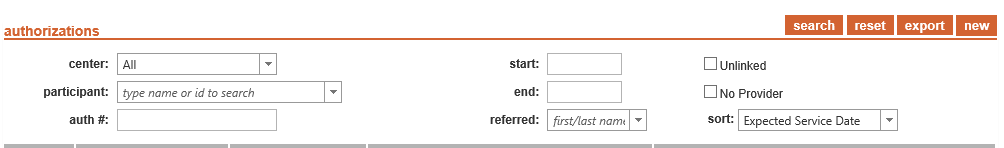 authorizations search reset export new
center: All start: Unlinked
participant: type name or id to search end: No Provider
auth #: referred: first/last name sort: Expected Service Date